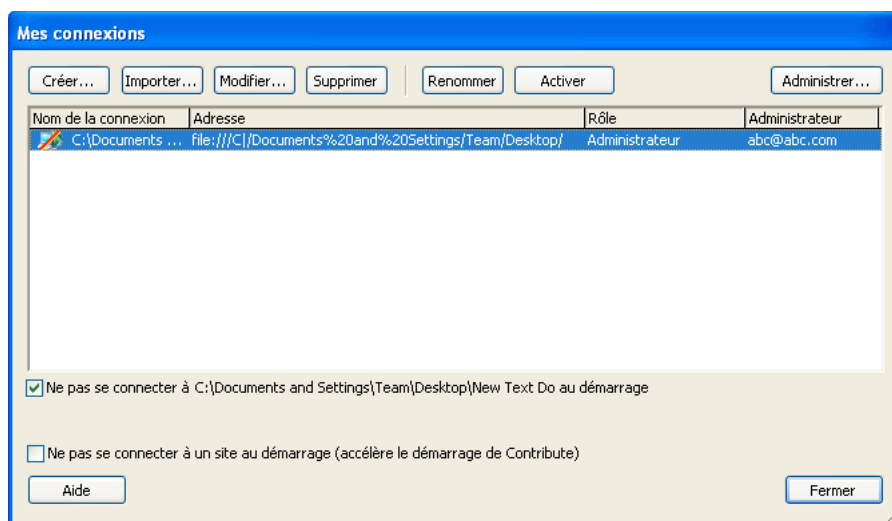 Mes connexions
Créer... Importer... Modifier... Supprimer Renommer Activer Administrer...
Nom de la connexion Adresse Rôle Administrateur
C:\Documents ... file:///C|/Documents%20and%20Settings/Team/Desktop/ Administrateur abc@abc.com
Ne pas se connecter à C:\Documents and Settings\Team\Desktop\New Text Do au démarrage
Ne pas se connecter à un site au démarrage (accélère le démarrage de Contribute)
Aide Fermer